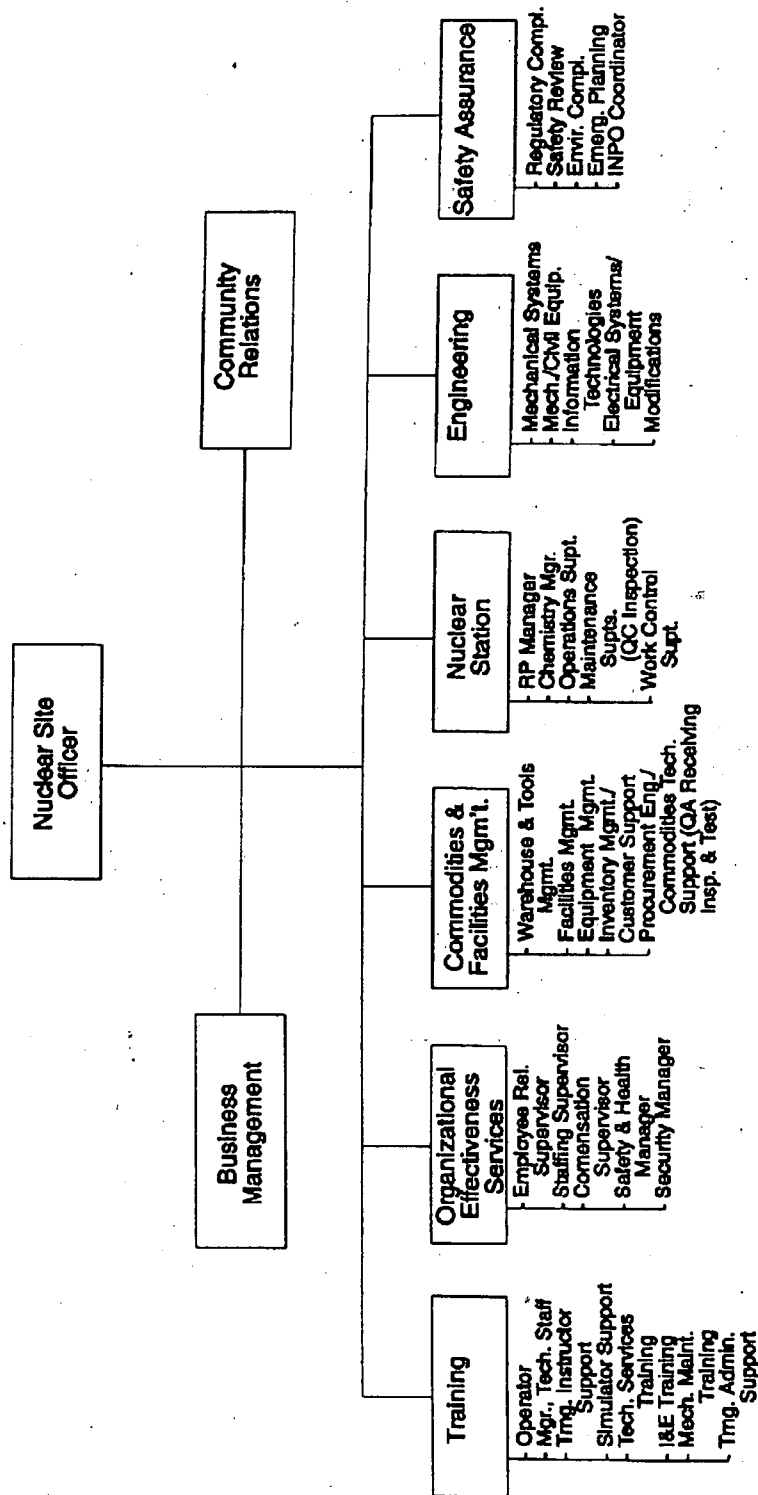 Nuclear Site
Officer
Business
Management
Community
Relations
Training
Operator
Mgr., Tech. Staff
Trng. Instructor
Support
Simulator Support
Tech. Services
Training
I&E Training
Mech. Maint.
Training
Trng. Admin.
Support
Organizational
Effectiveness
Services
Employee Rel.
Supervisor
Staffing Supervisor
Comensation
Supervisor
Safety & Health
Manager
Security Manager
Commodities &
Facilities Mgm't.
Warehouse & Tools
Mgmt.
Facilities Mgmt.
Equipment Mgmt.
Inventory Mgmt./
Customer Support
Procurement Eng./
Commodities Tech.
Support (QA Receiving
Insp. & Test)
Nuclear
Station
RP Manager
Chemistry Mgr.
Operations Supt.
Maintenance
Supts.
(QC Inspection)
Work Control
Supt.
Engineering
Mechanical Systems
Mech./Civil Equip.
Information
Technologies
Electrical Systems/
Equipment
Modifications
Safety Assurance
Regulatory Compl.
Safety Review
Envir. Compl.
Emerg. Planning
INPO Coordinator